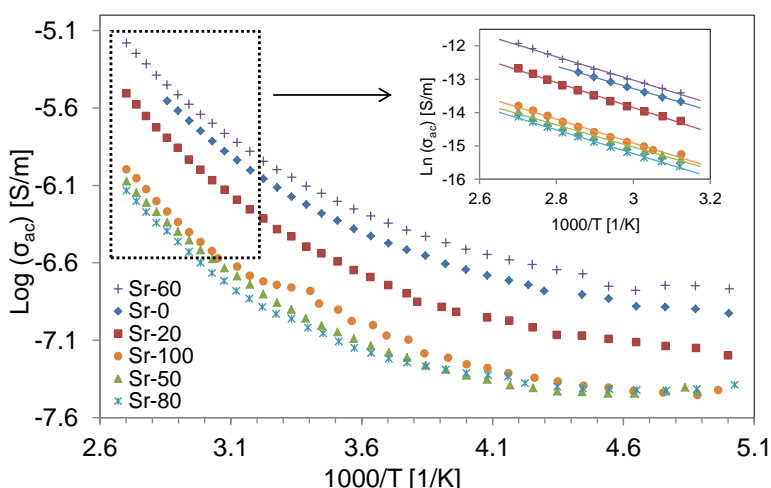 -5.1
-5.6
-6.1
-6.6
-7.1
-7.6
Log (σac) [S/m]
2.6 3.1 3.6 4.1 4.6 5.1
1000/T [1/K]
Sr-60
Sr-0
Sr-20
Sr-100
Sr-50
Sr-80
-12
-13
-14
-15
-16
Ln (σac) [S/m]
2.6 2.8 3 3.2
1000/T [1/K]